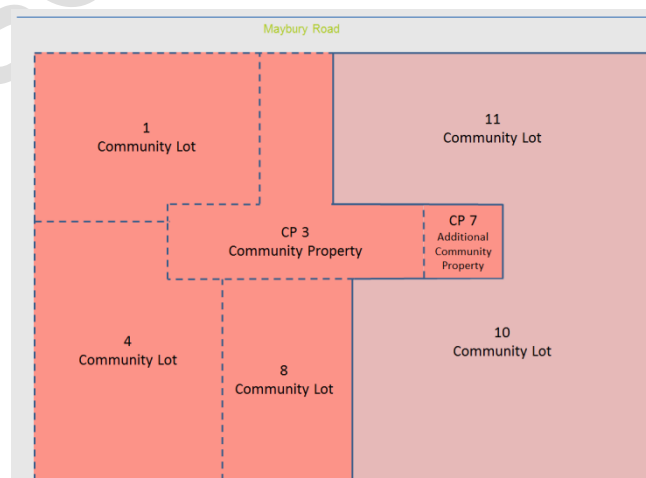 Maybury Road
1
Community Lot
11
Community Lot
CP 3
Community Property
CP 7
Additional
Community
Property
4
Community Lot
8
Community Lot
10
Community Lot